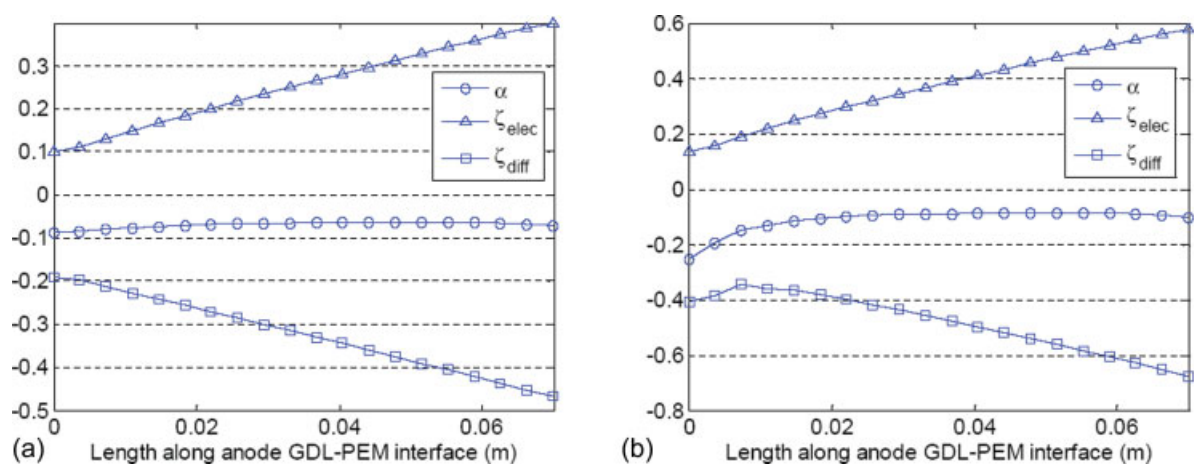 0.3
0.2
0.1
0
-0.1
-0.2
-0.3
-0.4
-0.5
0 0.02 0.04 0.06
α
ζelec
ζdiff
(a) Length along anode GDL-PEM interface (m)
0.6
0.4
0.2
0
-0.2
-0.4
-0.6
-0.8
0 0.02 0.04 0.06
α
ζelec
ζdiff
(b) Length along anode GDL-PEM interface (m)